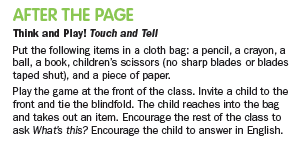 AFTER THE PAGE
Think and Play! Touch and Tell
Put the following items in a cloth bag: a pencil, a crayon, a
ball, a book, children's scissors (no sharp blades or blades
taped shut), and a piece of paper.
Play the game at the front of the class. Invite a child to the
front and tie the blindfold. The child reaches into the bag
and takes out an item. Encourage the rest of the class to
ask What's this? Encourage the child to answer in English.